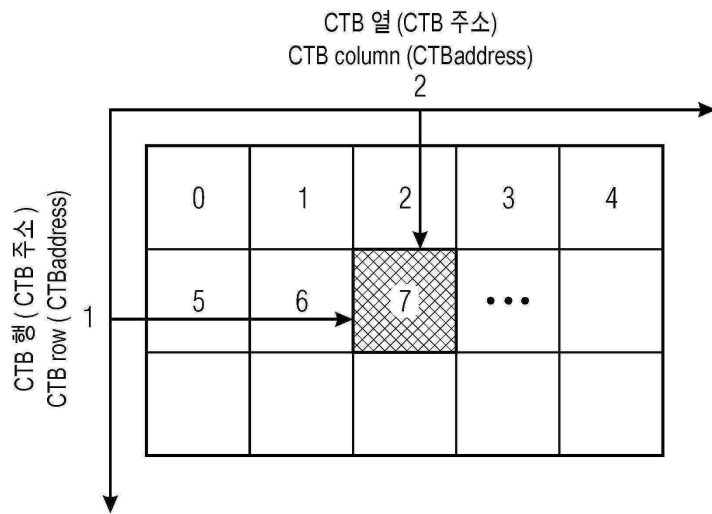 CTB 열 (CTB 주소)
CTB column (CTBaddress)
2
0 1 2 3 4
CTB 행 ( CTB 주소 )
CTB row ( CTBaddress)
1
5 6 7 •••